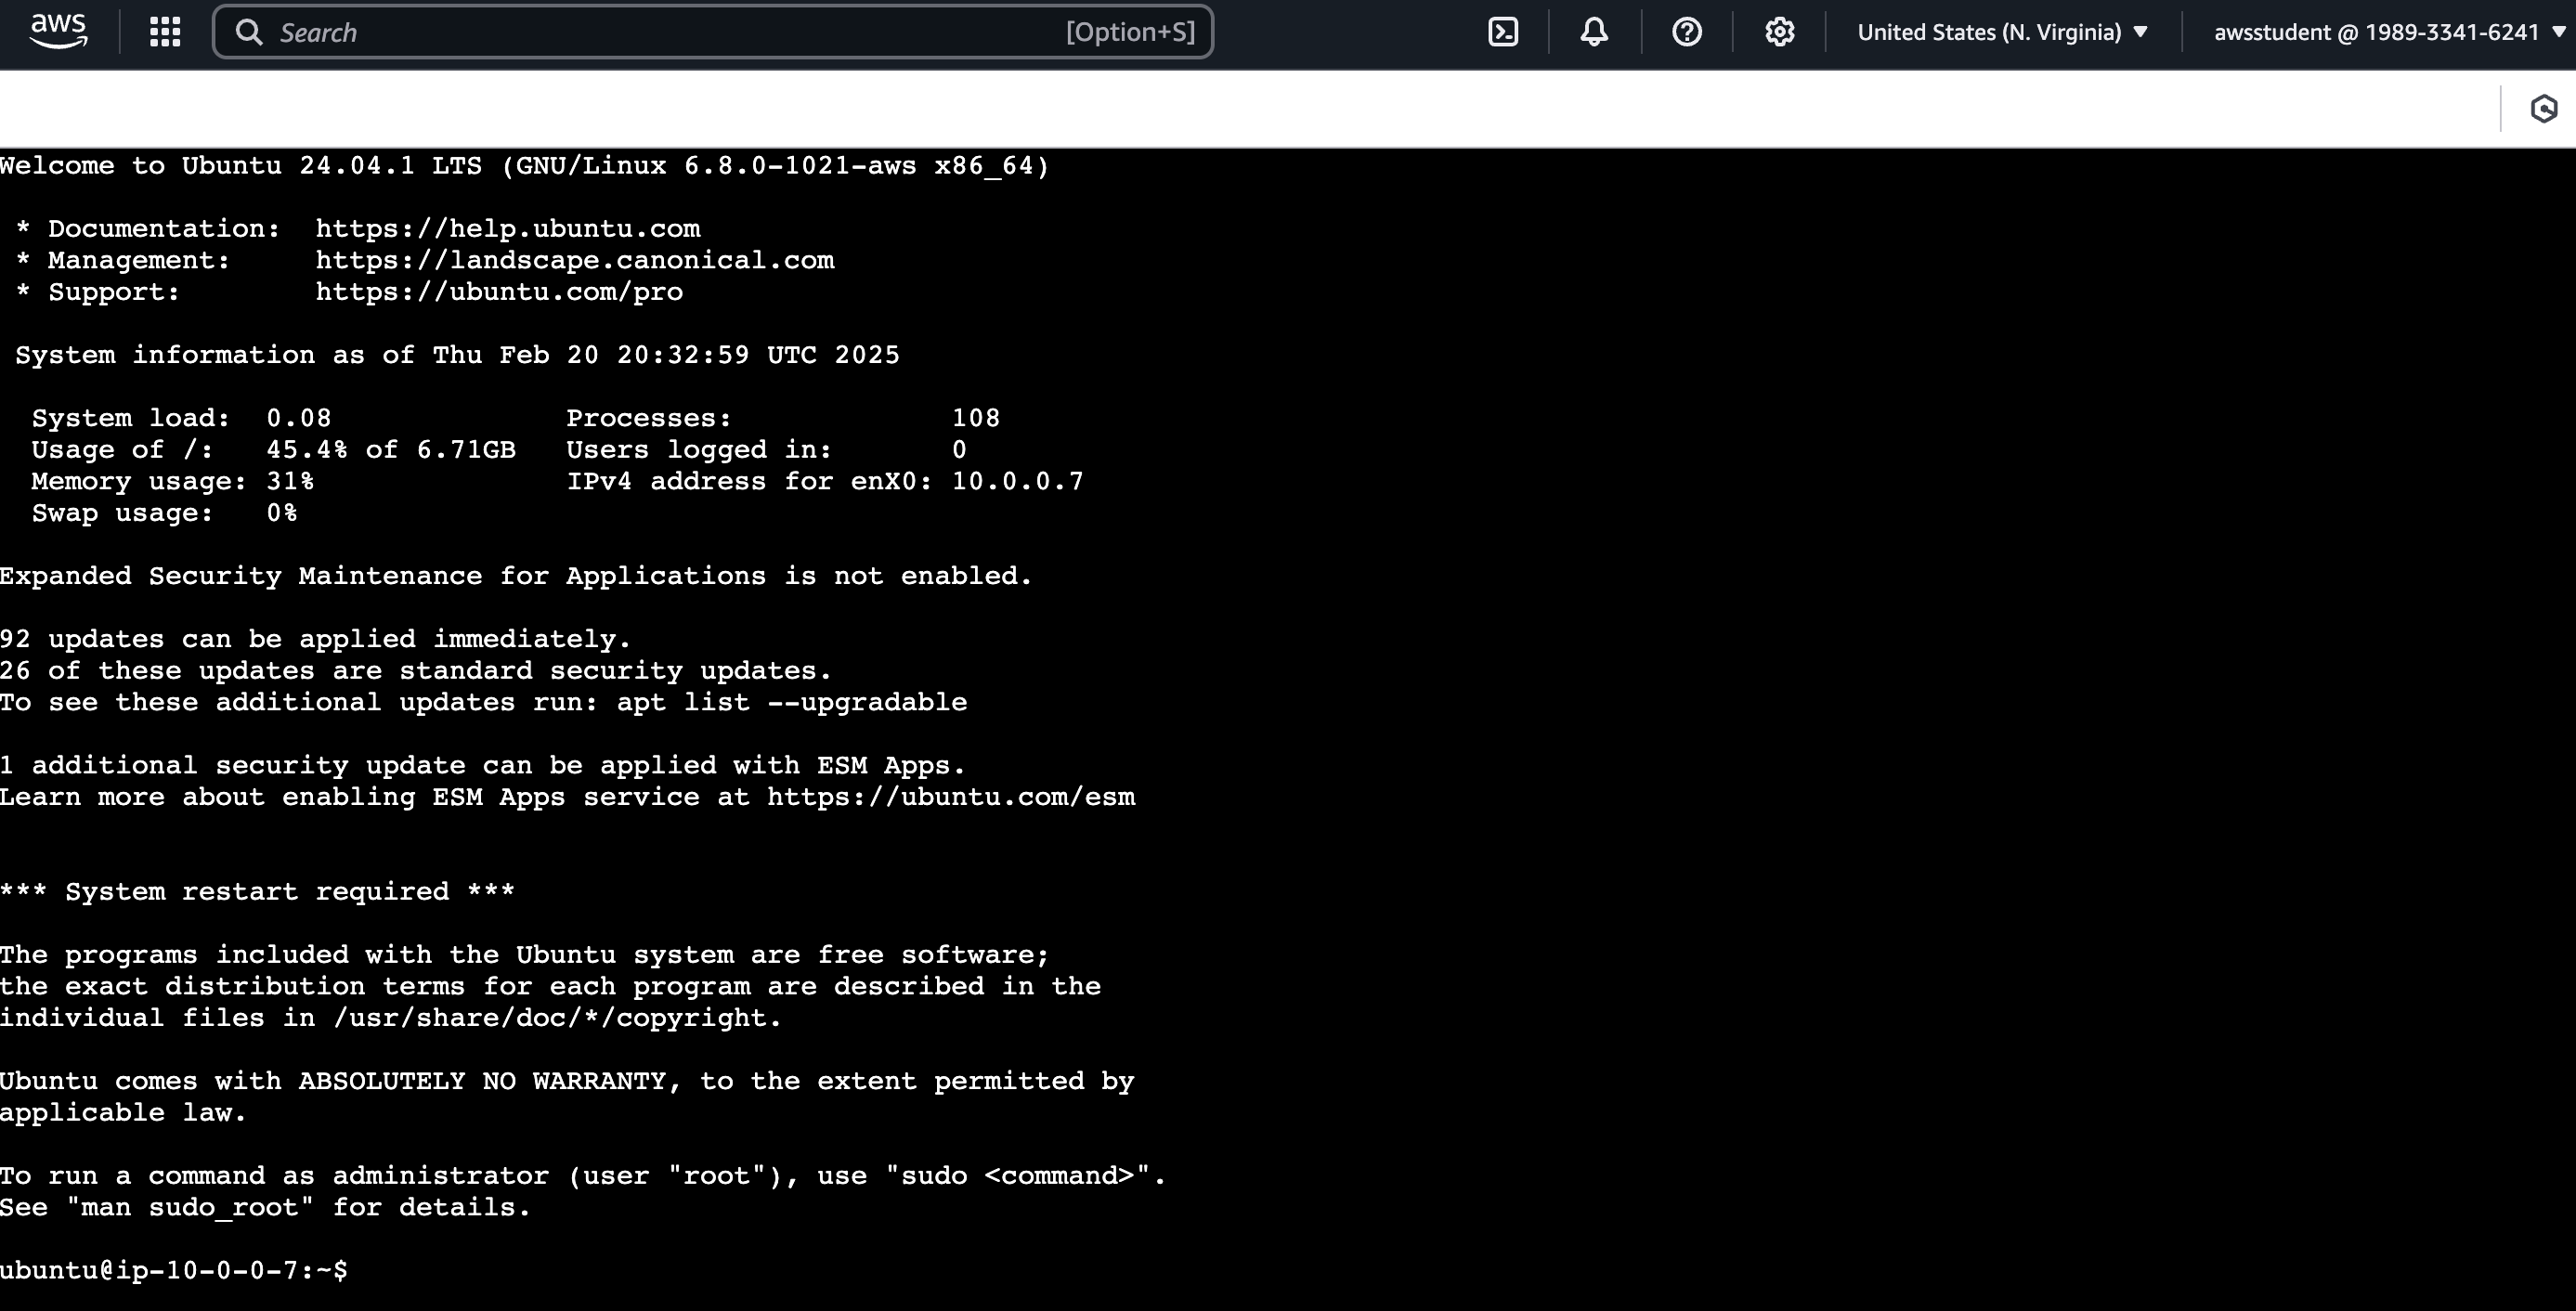 aws
Search [Option+S]
United States (N. Virginia)
awsstudent @ 1989-3341-6241
Welcome to Ubuntu 24.04.1 LTS (GNU/Linux 6.8.0-1021-aws x86_64)
* Documentation: https://help.ubuntu.com
* Management: https://landscape.canonical.com
* Support: https://ubuntu.com/pro
System information as of Thu Feb 20 20:32:59 UTC 2025
System load: 0.08 Processes: 108
Usage of /: 45.4% of 6.71GB Users logged in: 0
Memory usage: 31% IPv4 address for enX0: 10.0.0.7
Swap usage: 0%
Expanded Security Maintenance for Applications is not enabled.
92 updates can be applied immediately.
26 of these updates are standard security updates.
To see these additional updates run: apt list --upgradable
1 additional security update can be applied with ESM Apps.
Learn more about enabling ESM Apps service at https://ubuntu.com/esm
*** System restart required ***
The programs included with the Ubuntu system are free software;
the exact distribution terms for each program are described in the
individual files in /usr/share/doc/*/copyright.
Ubuntu comes with ABSOLUTELY NO WARRANTY, to the extent permitted by
applicable law.
To run a command as administrator (user "root"), use "sudo <command>".
See "man sudo_root" for details.
ubuntu@ip-10-0-0-7:~$